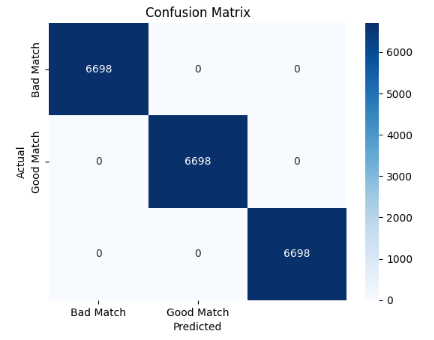 Confusion Matrix
Bad Match
6698
0
0
6000
5000
Actual
Good Match
0
6698
0
4000
3000
2000
0
0
6698
1000
0
Bad Match
Good Match
Predicted